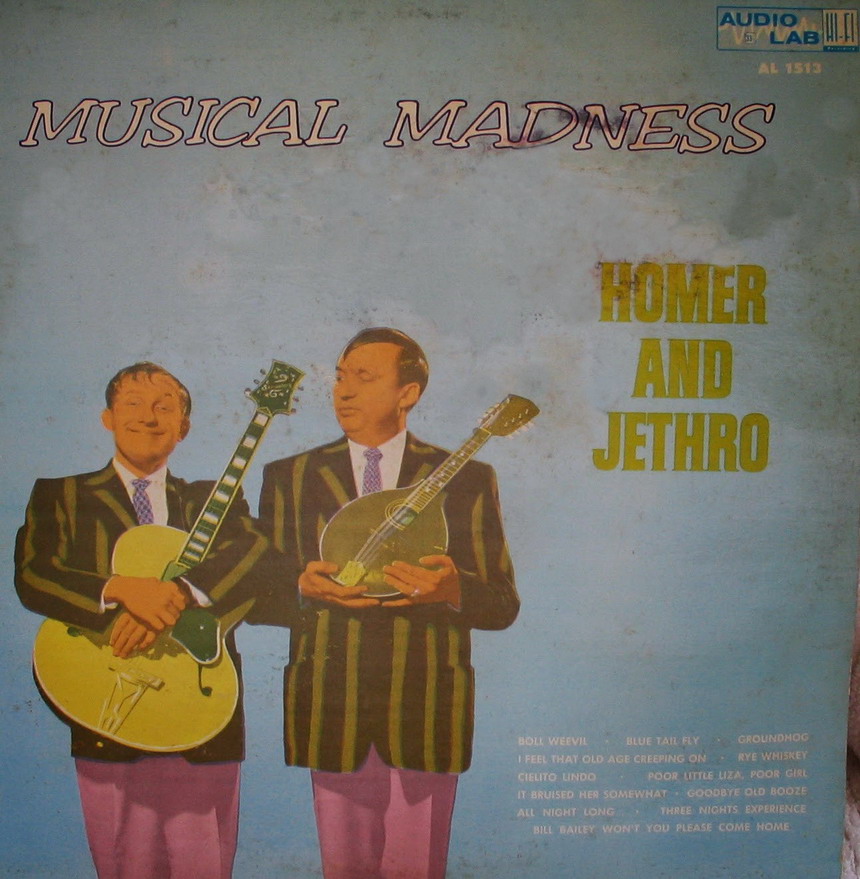 AUDIO
LAB
HI-FI
AL 1513
MUSICAL MADNESS
HOMER
AND
JETHRO
BOLL WEEVIL · BLUE TAIL FLY · GROUNDHOG
I FEEL THAT OLD AGE CREEPING ON · RYE WHISKEY
CIELITO LINDO · POOR LITTLE LIZA, POOR GIRL
IT BRUISED HER SOMEWHAT · GOODBYE OLD BOOZE
ALL NIGHT LONG · THREE NIGHTS EXPERIENCE
BILL BAILEY WON'T YOU PLEASE COME HOME